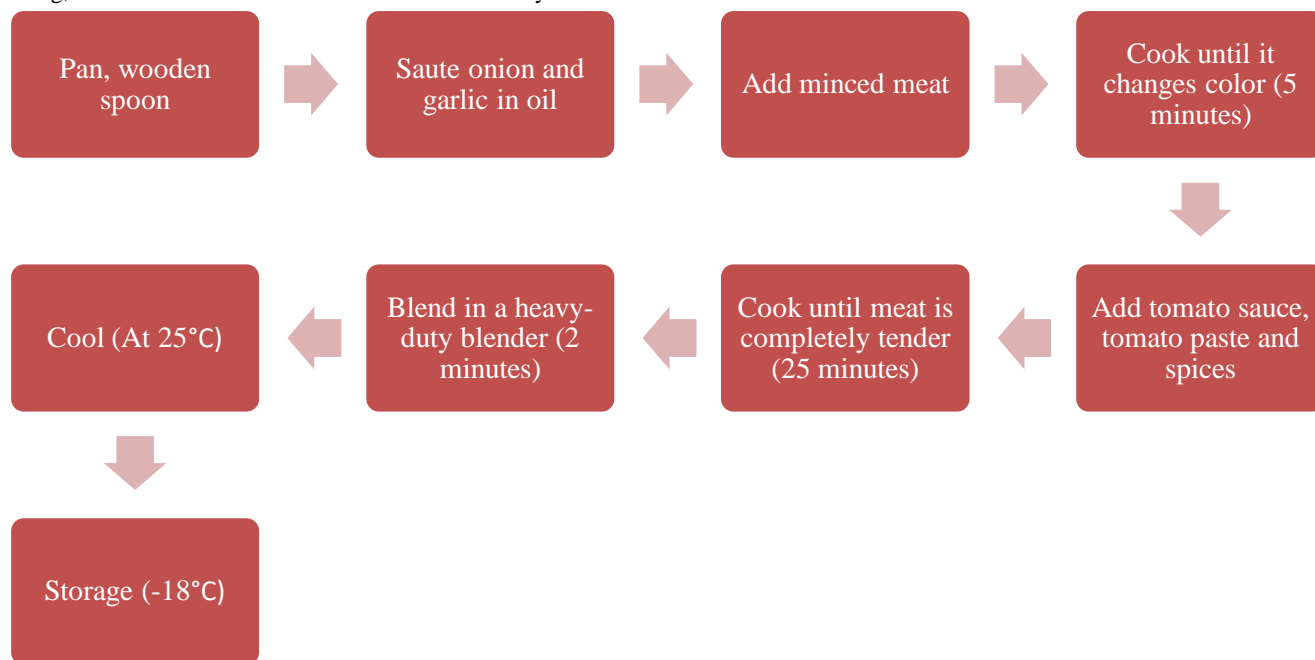 Pan, wooden
spoon
Saute onion and
garlic in oil
Add minced meat
Cook until it
changes color (5
minutes)
Add tomato sauce,
tomato paste and
spices
Cook until meat is
completely tender
(25 minutes)
Blend in a heavy-
duty blender (2
minutes)
Cool (At 25°C)
Storage (-18°C)